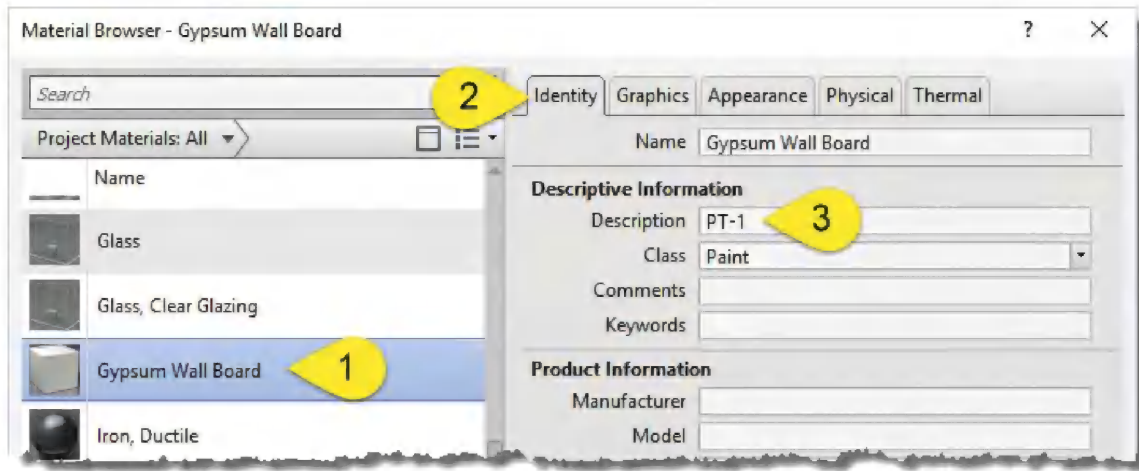 Material Browser - Gypsum Wall Board ? ×
Search
Project Materials: All
Name
Glass
Glass, Clear Glazing
Gypsum Wall Board
1
Iron, Ductile
2
Identity Graphics Appearance Physical Thermal
Name Gypsum Wall Board
Descriptive Information
Description PT-1
3
Class Paint
Comments
Keywords
Product Information
Manufacturer
Model